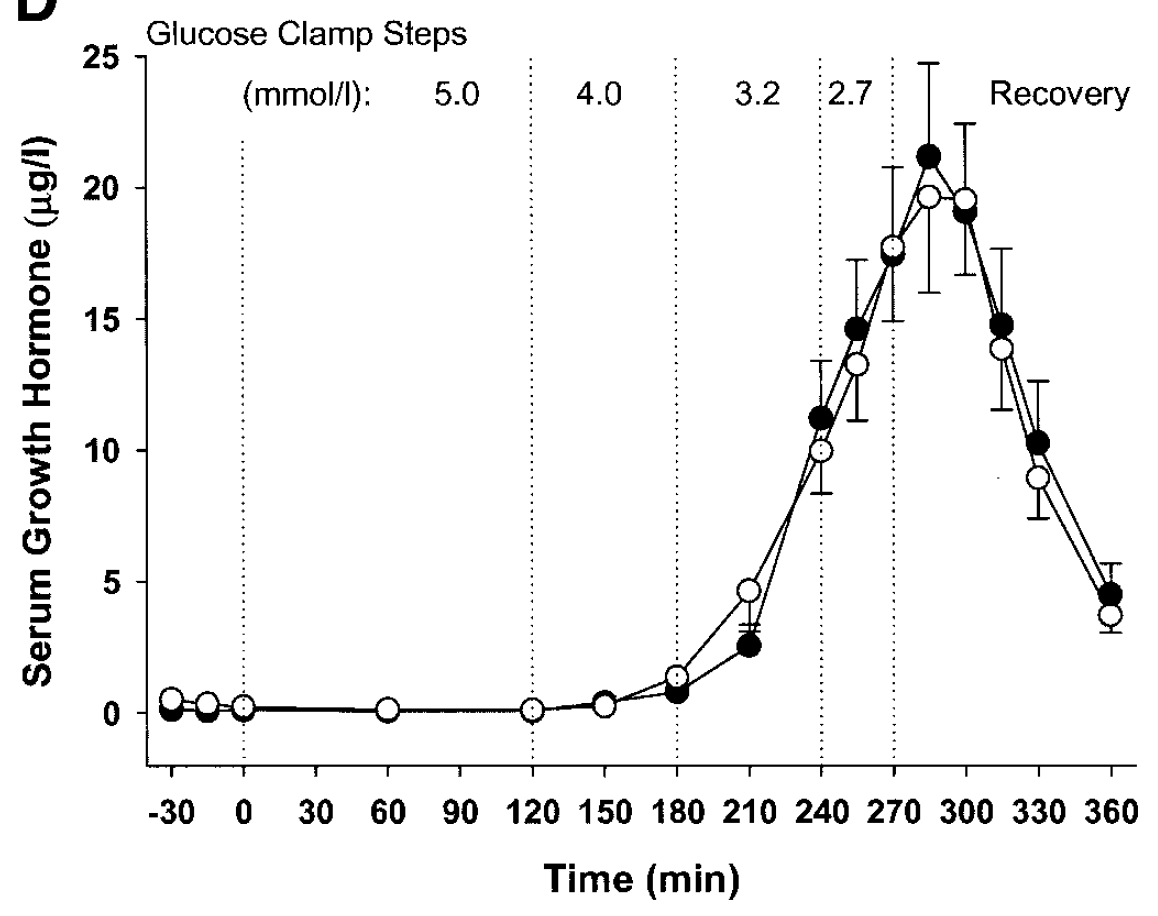 D
Glucose Clamp Steps
25
(mmol/l): 5.0 4.0 3.2 2.7 Recovery
20
15
10
5
0
Serum Growth Hormone (μg/l)
-30 0 30 60 90 120 150 180 210 240 270 300 330 360
Time (min)